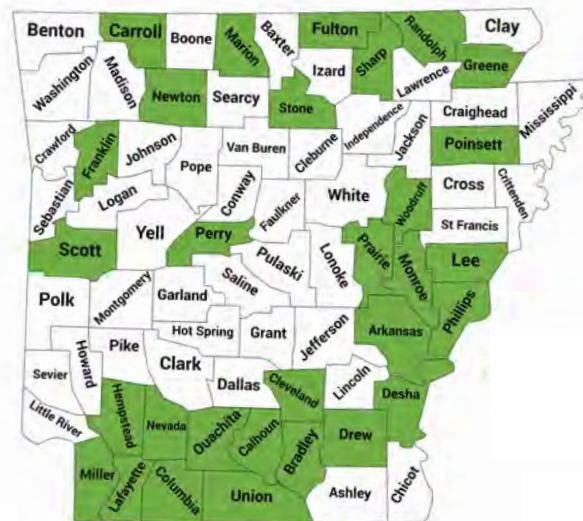 Benton
Carroll
Boone
Marion
Baxter
Fulton
Randolph
Clay
Sharp
Izard
Lawrence
Greene
Washington
Madison
Newton
Searcy
Stone
Independence
Craighead
Mississippi
Jackson
Poinsett
Crawford
Franklin
Johnson
Pope
Van Buren
Cleburne
Sebastian
Logan
Conway
Faulkner
White
Woodruff
Cross
Crittenden
St Francis
Scott
Yell
Perry
Pulaski
Lonoke
Prairie
Monroe
Lee
Phillips
Saline
Polk
Montgomery
Garland
Hot Spring
Grant
Jefferson
Arkansas
Pike
Howard
Sevier
Clark
Dallas
Cleveland
Lincoln
Desha
Little River
Hempstead
Nevada
Ouachita
Calhoun
Bradley
Drew
Miller
Lafayette
Columbia
Union
Ashley
Chicot